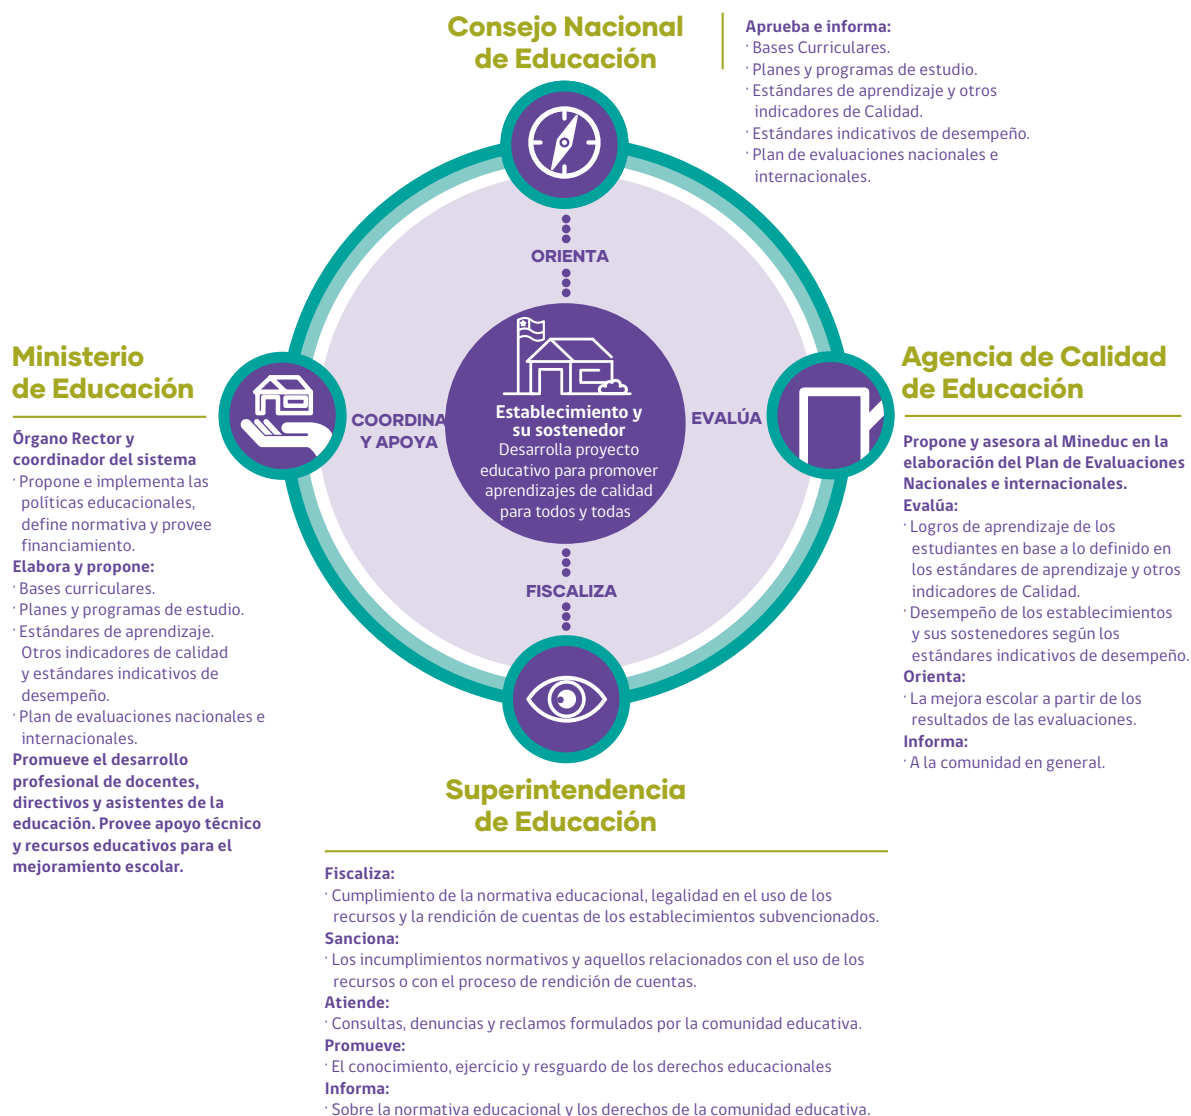 Consejo Nacional
de Educación
Aprueba e informa:
· Bases Curriculares.
· Planes y programas de estudio.
· Estándares de aprendizaje y otros
indicadores de Calidad.
· Estándares indicativos de desempeño.
· Plan de evaluaciones nacionales e
internacionales.
ORIENTA
Ministerio
de Educación
Órgano Rector y
coordinador del sistema
· Propone e implementa las
políticas educacionales,
define normativa y provee
financiamiento.
Elabora y propone:
· Bases curriculares.
· Planes y programas de estudio.
· Estándares de aprendizaje.
Otros indicadores de calidad
y estándares indicativos de
desempeño.
· Plan de evaluaciones nacionales e
internacionales.
Promueve el desarrollo
profesional de docentes,
directivos y asistentes de la
educación. Provee apoyo técnico
y recursos educativos para el
mejoramiento escolar.
COORDINA
Y APOYA
Establecimiento y
su sostenedor
Desarrolla proyecto
educativo para promover
aprendizajes de calidad
para todos y todas
EVALÚA
Agencia de Calidad
de Educación
Propone y asesora al Mineduc en la
elaboración del Plan de Evaluaciones
Nacionales e internacionales.
Evalúa:
· Logros de aprendizaje de los
estudiantes en base a lo definido en
los estándares de aprendizaje y otros
indicadores de Calidad.
· Desempeño de los establecimientos
y sus sostenedores según los
estándares indicativos de desempeño.
Orienta:
· La mejora escolar a partir de los
resultados de las evaluaciones.
Informa:
· A la comunidad en general.
FISCALIZA
Superintendencia
de Educación
Fiscaliza:
· Cumplimiento de la normativa educacional, legalidad en el uso de los
recursos y la rendición de cuentas de los establecimientos subvencionados.
Sanciona:
· Los incumplimientos normativos y aquellos relacionados con el uso de los
recursos o con el proceso de rendición de cuentas.
Atiende:
· Consultas, denuncias y reclamos formulados por la comunidad educativa.
Promueve:
· El conocimiento, ejercicio y resguardo de los derechos educacionales
Informa:
· Sobre la normativa educacional y los derechos de la comunidad educativa.